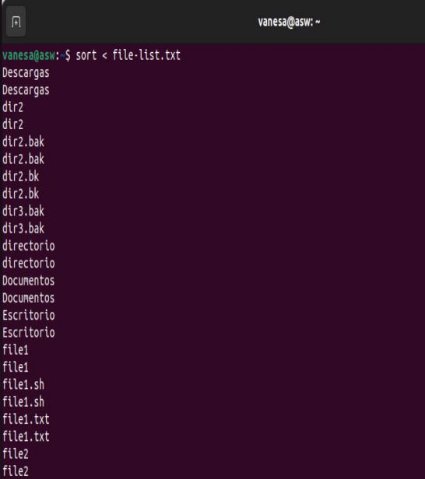 vanesa@asw: ~
vanesa@asw:~$ sort < file-list.txt
Descargas
Descargas
dir2
dir2
dir2.bak
dir2.bak
dir2.bk
dir2.bk
dir3.bak
dir3.bak
directorio
directorio
Documentos
Documentos
Escritorio
Escritorio
file1
file1
file1.sh
file1.sh
file1.txt
file1.txt
file2
file2